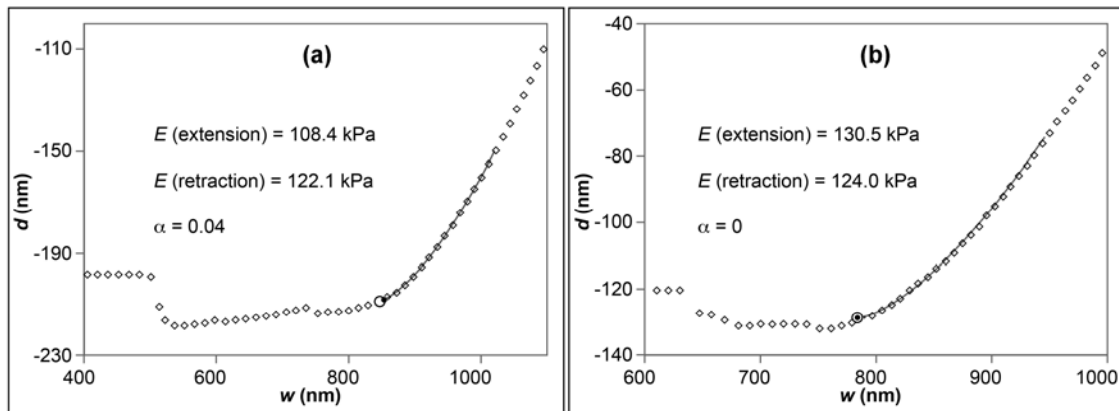 (a)
E (extension) = 108.4 kPa
E (retraction) = 122.1 kPa
α = 0.04
d (nm)
-110
-150
-190
-230
400
600
800
1000
w (nm)
(b)
E (extension) = 130.5 kPa
E (retraction) = 124.0 kPa
α = 0
d (nm)
-40
-60
-80
-100
-120
-140
600
700
800
900
1000
w (nm)